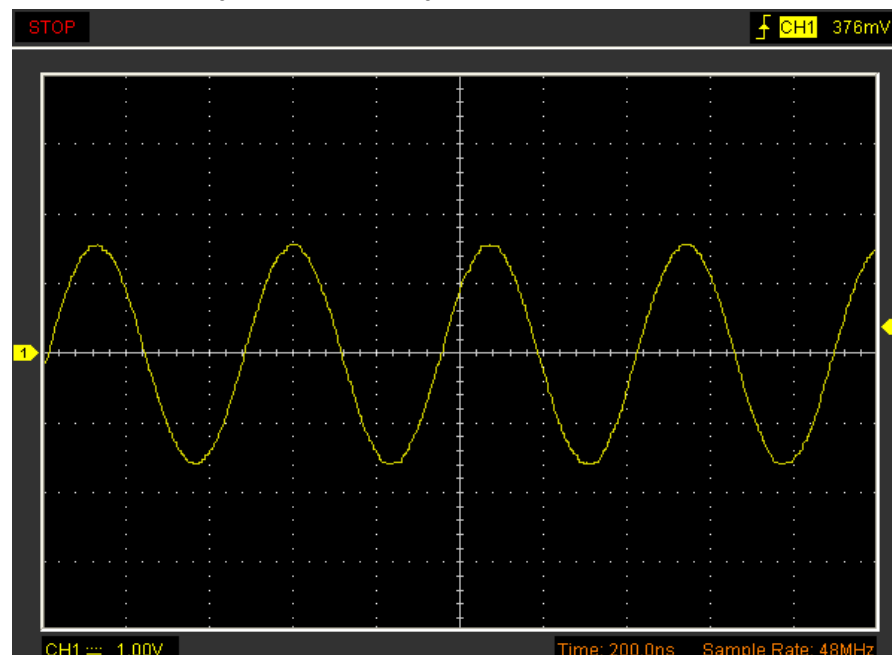 STOP
CH1 376mV
1
CH1 1.00V
Time: 200.0ns Sample Rate: 48MHz